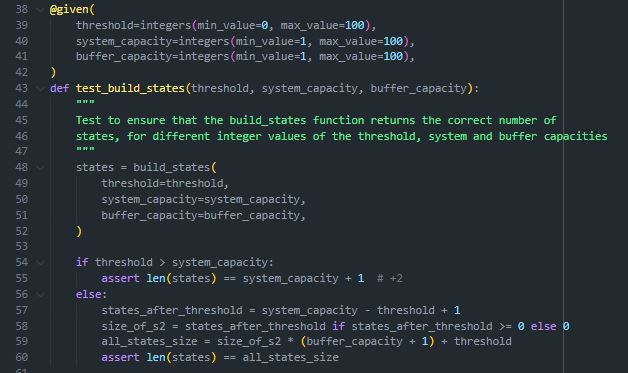 38 @given(
39     threshold=integers(min_value=0, max_value=100),
40     system_capacity=integers(min_value=1, max_value=100),
41     buffer_capacity=integers(min_value=1, max_value=100),
42 )
43 def test_build_states(threshold, system_capacity, buffer_capacity):
44     """
45     Test to ensure that the build_states function returns the correct number of
46     states, for different integer values of the threshold, system and buffer capacities
47     """
48     states = build_states(
49         threshold=threshold,
50         system_capacity=system_capacity,
51         buffer_capacity=buffer_capacity,
52     )
53
54     if threshold > system_capacity:
55         assert len(states) == system_capacity + 1  # +2
56     else:
57         states_after_threshold = system_capacity - threshold + 1
58         size_of_s2 = states_after_threshold if states_after_threshold >= 0 else 0
59         all_states_size = size_of_s2 * (buffer_capacity + 1) + threshold
60         assert len(states) == all_states_size
61